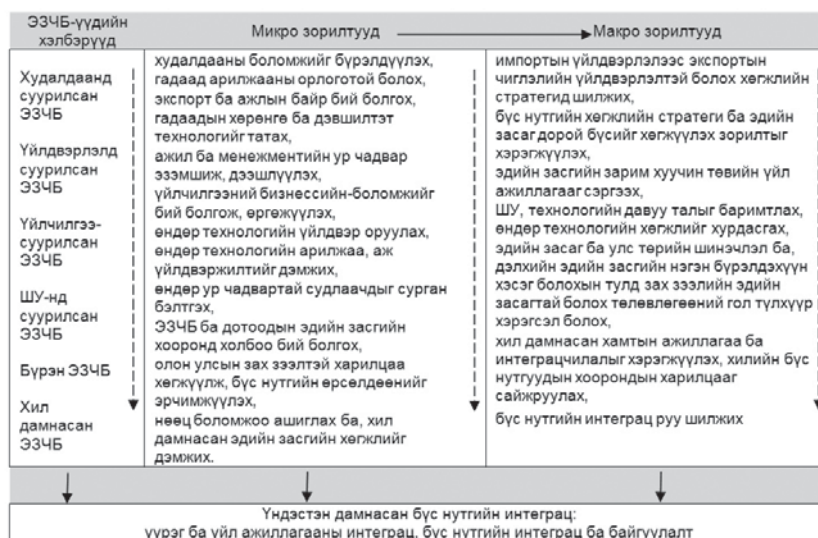 ЭЗЧБ-үүдийн
хэлбэрүүд
Микро зорилтууд
Макро зорилтууд
Худалдаанд
суурилсан
ЭЗЧБ
Үйлдвэрлэлд
суурилсан
ЭЗЧБ
Үйлчилгээ-
суурилсан
ЭЗЧБ
ШУ-нд
суурилсан
ЭЗЧБ
Бүрэн ЭЗЧБ
Хил
дамнасан
ЭЗЧБ
худалдааны боломжийг бүрэлдүүлэх,
гадаад арилжааны орлоготой болох,
экспорт ба ажлын байр бий болгох,
гадаадын хөрөнгө ба дэвшилтэт
технологийг татах,
ажил ба менежментийн ур чадвар
эзэмшиж, дээшлүүлэх,
үйлчилгээний бизнессийн-боломжийг
бий болгож, өргөжүүлэх,
өндөр технологийн үйлдвэр оруулах,
өндөр технологийн арилжаа, аж
үйлдвэржилтийг дэмжих,
өндөр ур чадвартай судлаачдыг сурган
бэлтгэх,
ЭЗЧБ ба дотоодын эдийн засгийн
хооронд холбоо бий болгох,
олон улсын зах зээлтэй харилцаа
хөгжүүлж, бүс нутгийн өрсөлдөөнийг
эрчимжүүлэх,
нөөц боломжоо ашиглах ба, хил
дамнасан эдийн засгийн хөгжлийг
дэмжих.
импортын үйлдвэрлэлээс экспортын
чиглэлийн үйлдвэрлэлтэй болох хөгжлийн
стратегид шилжих,
бүс нутгийн хөгжлийн стратеги ба эдийн
засаг дорой бүсийг хөгжүүлэх зорилтыг
хэрэгжүүлэх,
эдийн засгийн зарим хуучин төвийн үйл
ажиллагааг сэргээх,
ШУ, технологийн давуу талыг баримтлах,
өндөр технологийн хөгжлийг хурдасгах,
эдийн засаг ба улс төрийн шинэчлэл ба,
дэлхийн эдийн засгийн нэгэн бүрэлдэхүүн
хэсэг болохын тулд зах зээлийн эдийн
засагтай болох төлөвлөгөөний гол түлхүүр
хэрэгсэл болох,
хил дамнасан хамтын ажиллагаа ба
интеграцчилалыг хэрэгжүүлэх, хилийн бүс
нутгуудын хоорондын харилцааг
сайжруулах,
бүс нутгийн интеграц руу шилжих
Үндэстэн дамнасан бүс нутгийн интеграц:
үүрэг ба үйл ажиллагааны интеграц, бүс нутгийн интеграц ба байгуулалт